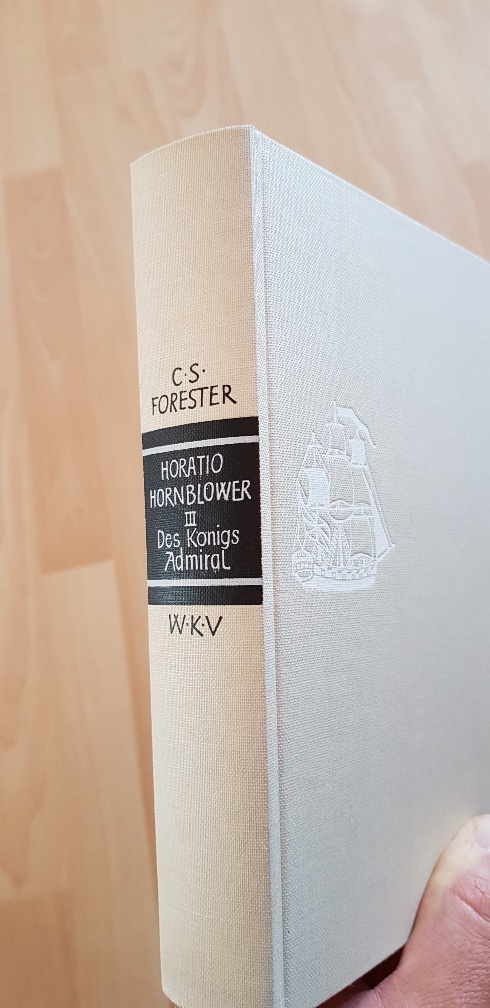 C·S·
FORESTER
HORATIO
HORNBLOWER
III
Des Konigs
Admiral
W·K·V